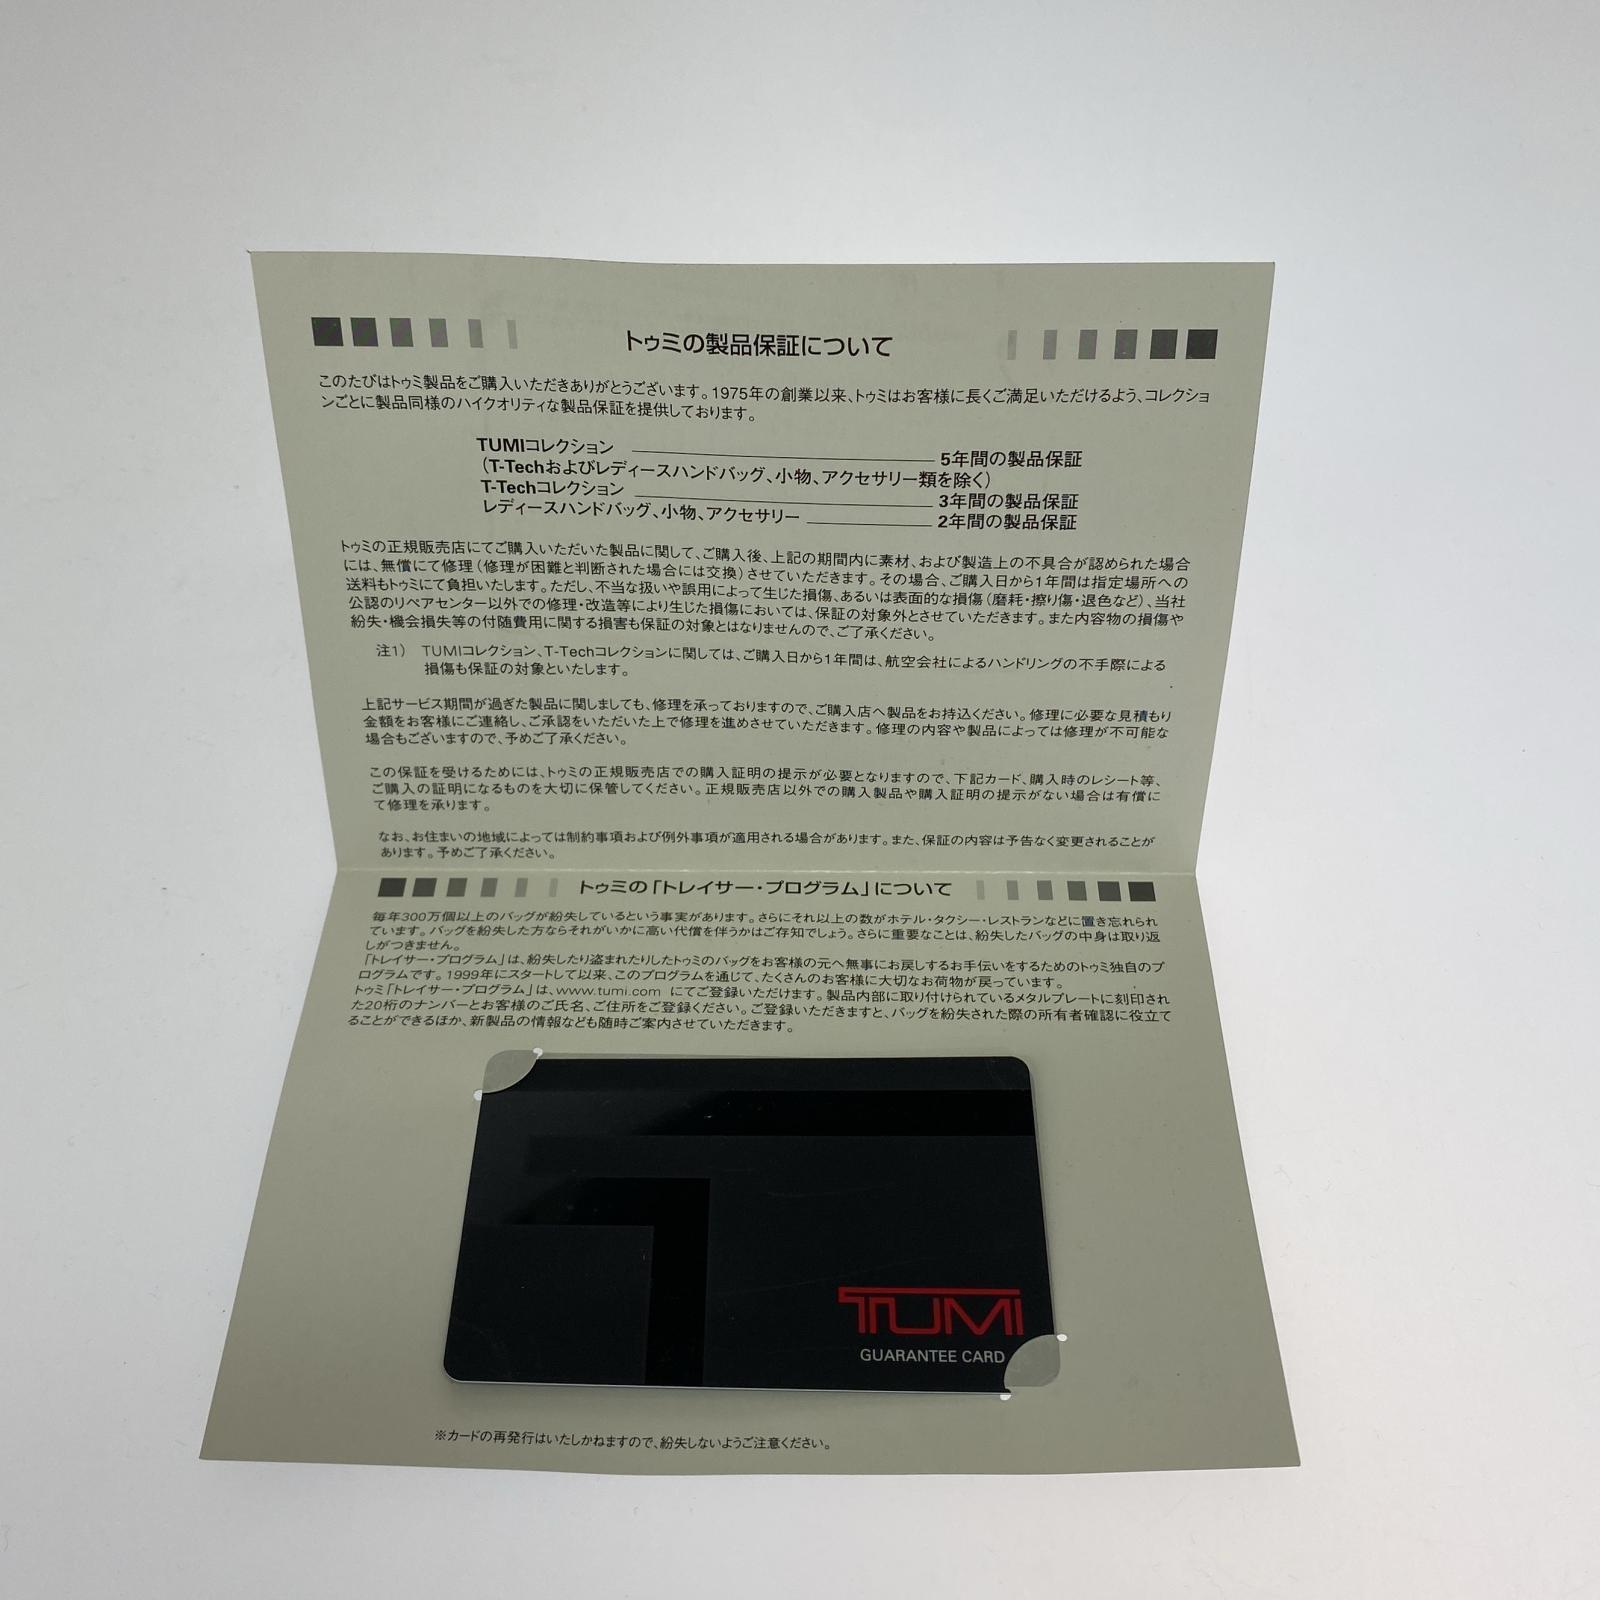 トゥミの製品保証について
このたびはトゥミ製品をご購入いただきありがとうございます。1975年の創業以来、トゥミはお客様に長くご満足いただけるよう、コレクショ
ンごとに製品同様のハイクオリティな製品保証を提供しております。
TUMIコレクション 5年間の製品保証
(T-Techおよびレディースハンドバッグ、小物、アクセサリー類を除く)
T-Techコレクション 3年間の製品保証
レディースハンドバッグ、小物、アクセサリー 2年間の製品保証
トゥミの正規販売店にてご購入いただいた製品に関して、ご購入後、上記の期間内に素材、および製造上の不具合が認められた場合
には、無償にて修理(修理が困難と判断された場合には交換)させていただきます。その場合、ご購入日から1年間は指定場所への
送料もトゥミにて負担いたします。ただし、不当な扱いや誤用によって生じた損傷、あるいは表面的な損傷(磨耗・擦り傷・退色など)、当社
公認のリペアセンター以外での修理・改造等により生じた損傷においては、保証の対象外とさせていただきます。また内容物の損傷や
紛失・機会損失等の付随費用に関する損害も保証の対象とはなりませんので、ご了承ください。
注1) TUMIコレクション、T-Techコレクションに関しては、ご購入日から1年間は、航空会社によるハンドリングの不手際による
損傷も保証の対象といたします。
上記サービス期間が過ぎた製品に関しましても、修理を承っておりますので、ご購入店へ製品をお持込ください。修理に必要な見積もり
金額をお客様にご連絡し、ご承認をいただいた上で修理を進めさせていただきます。修理の内容や製品によっては修理が不可能な
場合もございますので、予めご了承ください。
この保証を受けるためには、トゥミの正規販売店での購入証明の提示が必要となりますので、下記カード、購入時のレシート等、
ご購入の証明になるものを大切に保管してください。正規販売店以外での購入製品や購入証明の提示がない場合は有償に
て修理を承ります。
なお、お住まいの地域によっては制約事項および例外事項が適用される場合があります。また、保証の内容は予告なく変更されることが
あります。予めご了承ください。
トゥミの「トレイサー・プログラム」について
毎年300万個以上のバッグが紛失しているという事実があります。さらにそれ以上の数がホテル・タクシー・レストランなどに置き忘れられ
ています。バッグを紛失した方ならそれがいかに高い代償を伴うかはご存知でしょう。さらに重要なことは、紛失したバッグの中身は取り返
しがつきません。
「トレイサー・プログラム」は、紛失したり盗まれたりしたトゥミのバッグをお客様の元へ無事にお戻しするお手伝いをするためのトゥミ独自のプ
ログラムです。1999年にスタートして以来、このプログラムを通じて、たくさんのお客様に大切なお荷物が戻っています。
トゥミ「トレイサー・プログラム」は、www.tumi.com にてご登録いただけます。製品内部に取り付けられているメタルプレートに刻印され
た20桁のナンバーとお客様のご氏名、ご住所をご登録ください。ご登録いただきますと、バッグを紛失された際の所有者確認に役立て
ることができるほか、新製品の情報なども随時ご案内させていただきます。
TUMI
GUARANTEE CARD
※カードの再発行はいたしかねますので、紛失しないようご注意ください。